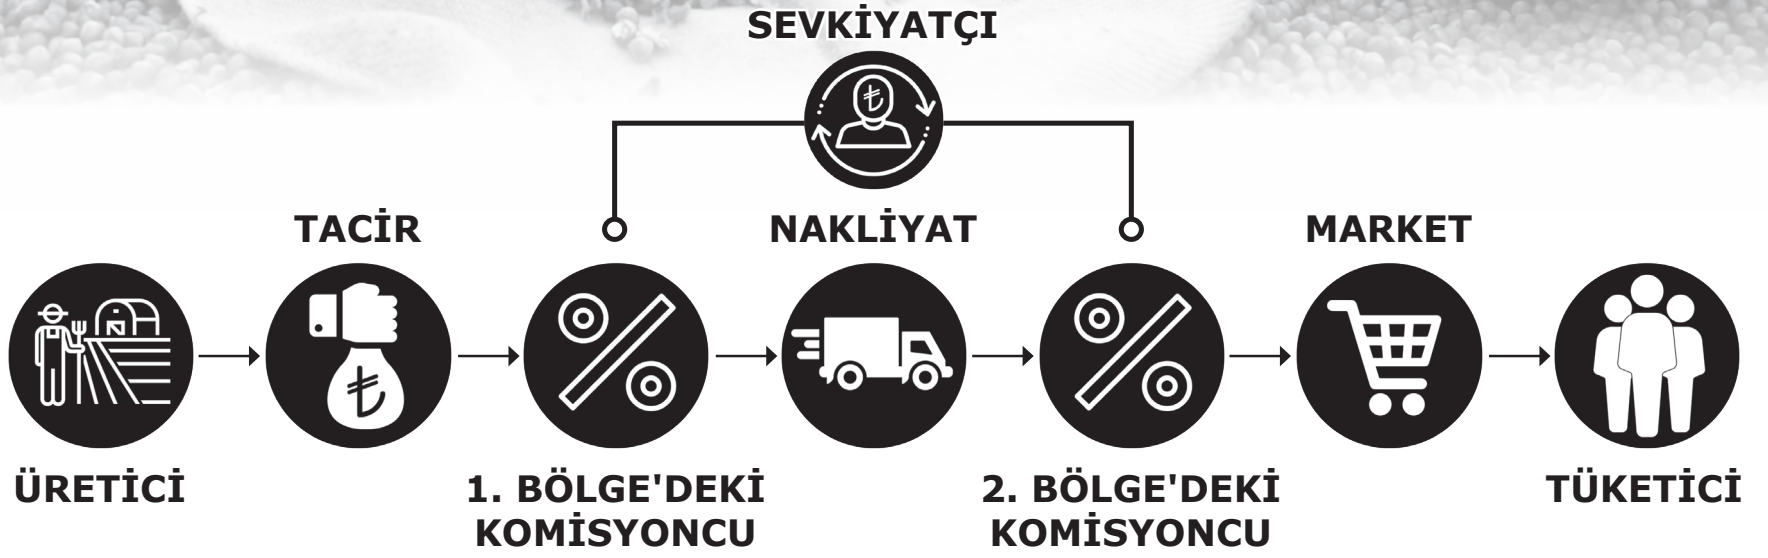 SEVKİYATÇI
TACİR
NAKLİYAT
MARKET
ÜRETİCİ
1. BÖLGE'DEKİ
KOMİSYONCU
2. BÖLGE'DEKİ
KOMİSYONCU
TÜKETİCİ